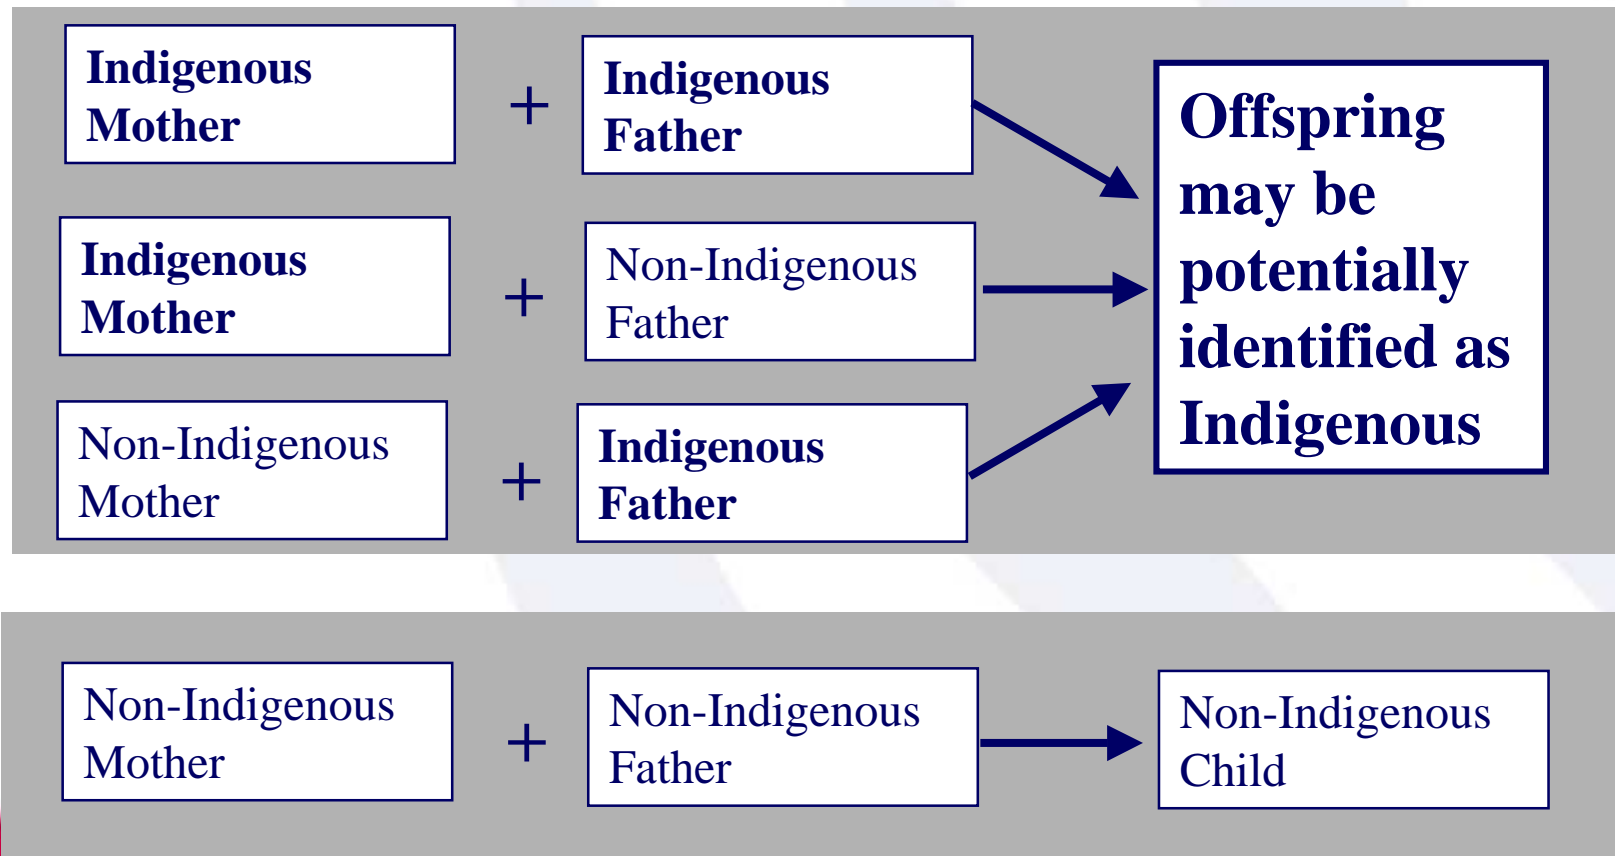 Indigenous
Mother
+
Indigenous
Father
Indigenous
Mother
+
Non-Indigenous
Father
Non-Indigenous
Mother
+
Indigenous
Father
Offspring
may be
potentially
identified as
Indigenous
Non-Indigenous
Mother
+
Non-Indigenous
Father
Non-Indigenous
Child